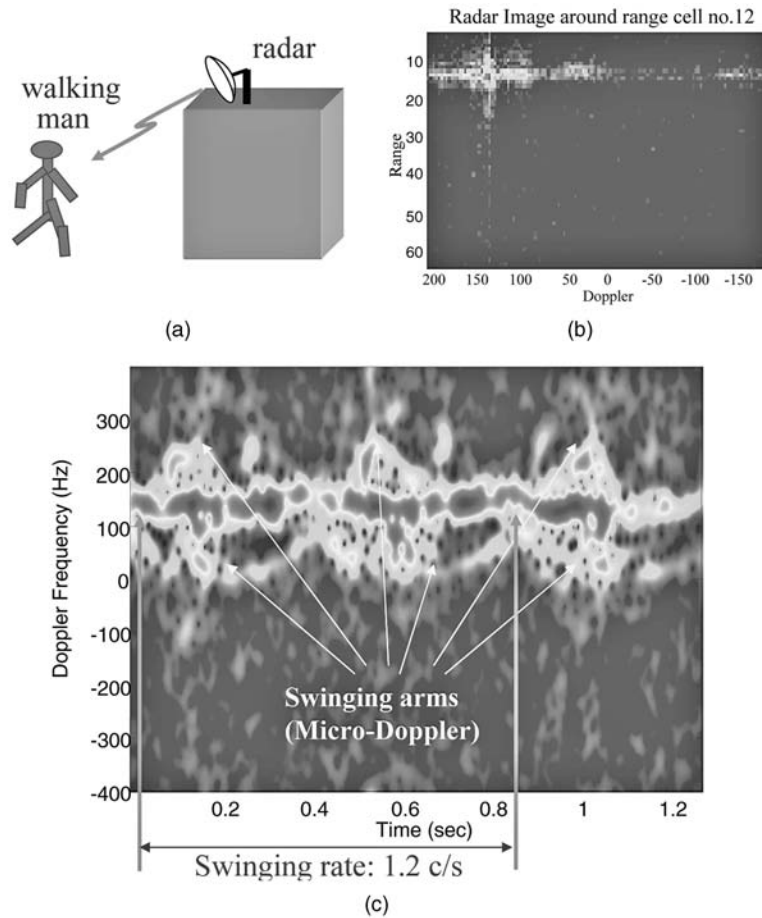 radar
walking
man
(a)
Radar Image around range cell no.12
10
20
30
40
50
60
Range
200 150 100 50 0 -50 -100 -150
Doppler
(b)
300
200
100
0
-100
-200
-300
-400
Doppler Frequency (Hz)
Swinging arms
(Micro-Doppler)
0.2 0.4 0.6 0.8 1 1.2
Time (sec)
Swinging rate: 1.2 c/s
(c)